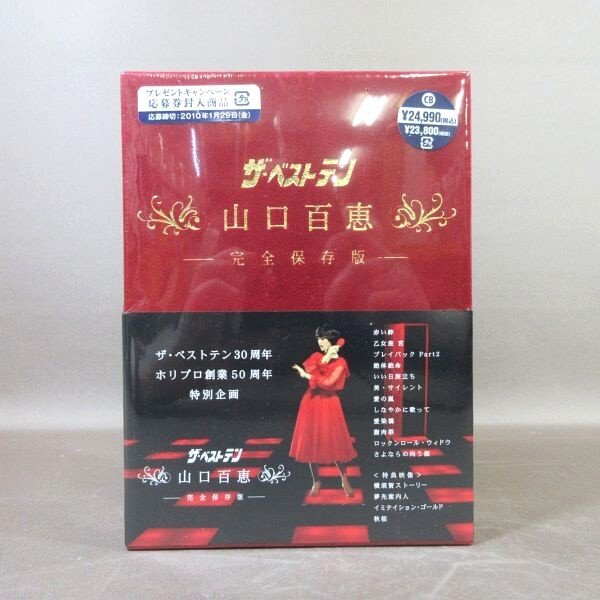 プレゼントキャンペーン
応募券封入商品
応募締切:2010年1月29日(金)
CB
¥24,990(税込)
¥23,800(税抜)
ザ・ベストテン
山口百恵
完全保存版
ザ・ベストテン30周年
ホリプロ創業50周年
特別企画
ザ・ベストテン
山口百恵
完全保存版
赤い絆
乙女座 宮
プレイバック Part2
絶体絶命
いい日旅立ち
美・サイレント
愛の嵐
しなやかに歌って
愛染橋
謝肉祭
ロックンロール・ウィドウ
さよならの向う側
<特典映像>
横須賀ストーリー
夢先案内人
イミテイション・ゴールド
秋桜